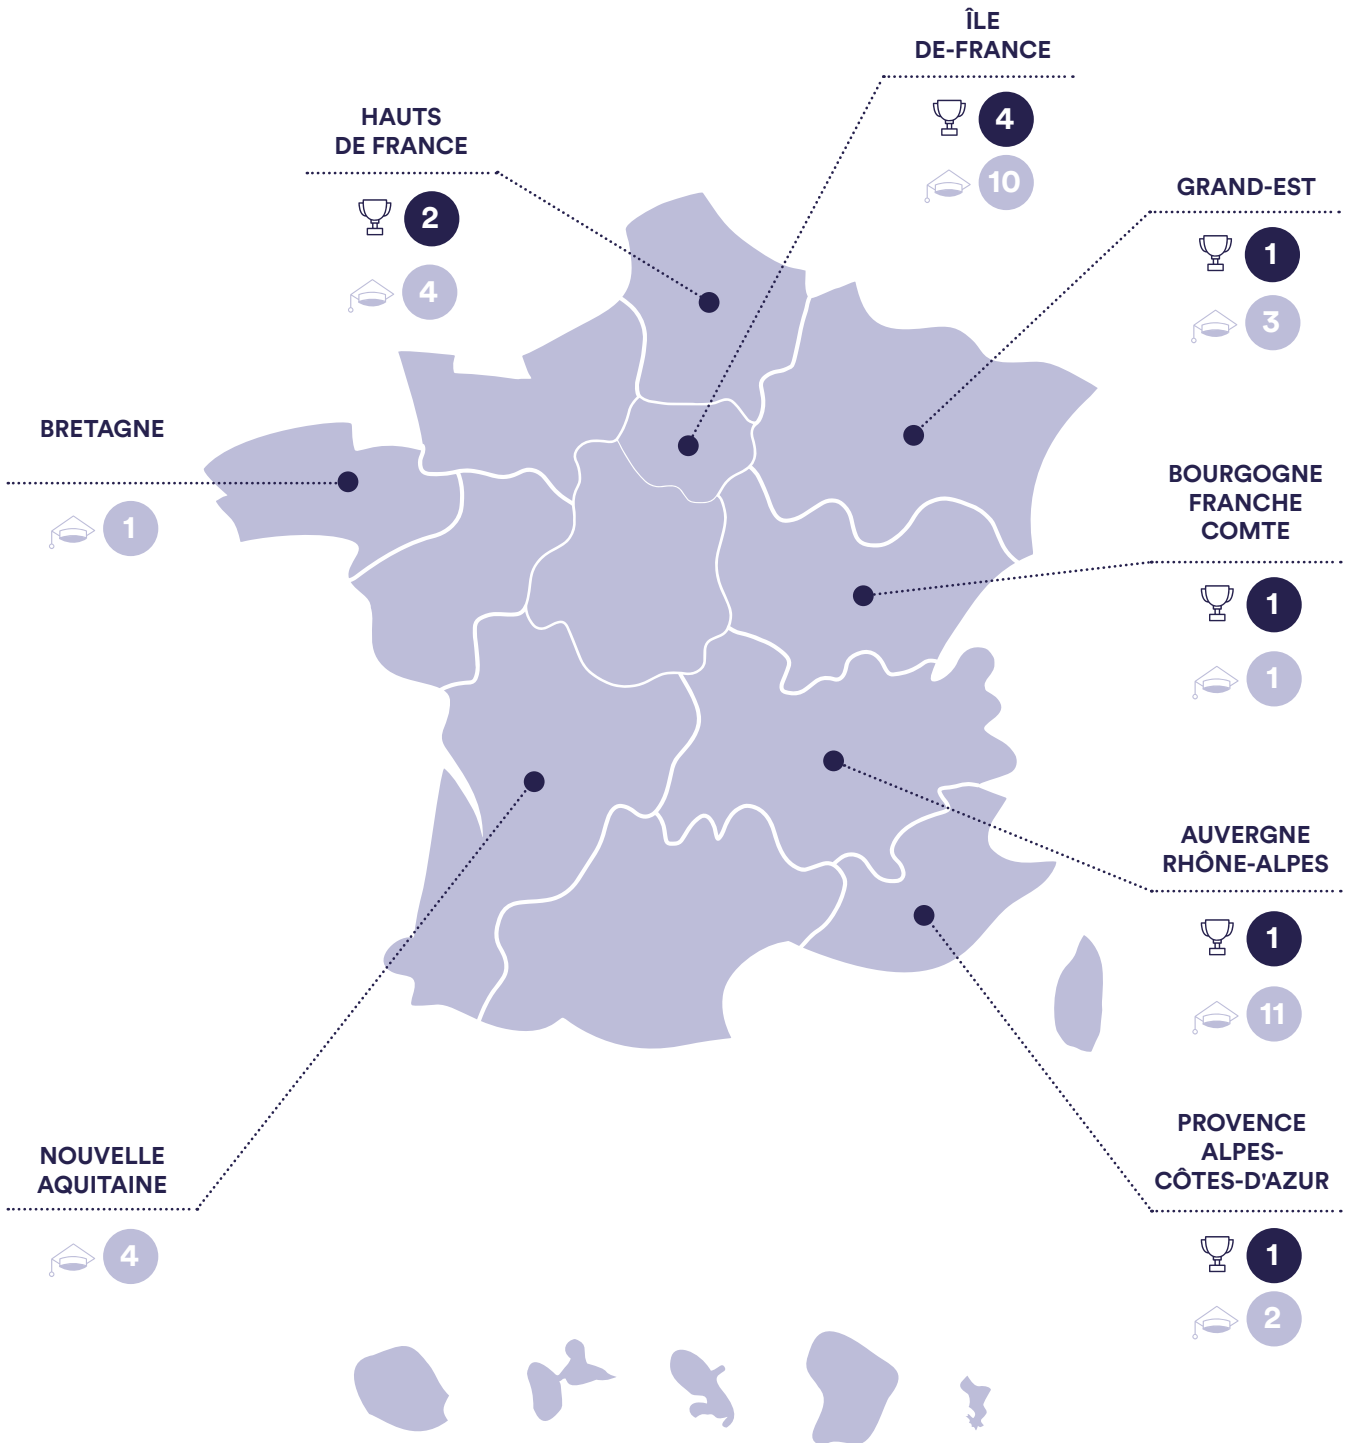 ÎLE
DE-FRANCE
4
10
HAUTS
DE FRANCE
2
4
GRAND-EST
1
3
BRETAGNE
1
BOURGOGNE
FRANCHE
COMTE
1
1
AUVERGNE
RHÔNE-ALPES
1
11
NOUVELLE
AQUITAINE
4
PROVENCE
ALPES-
CÔTES-D'AZUR
1
2